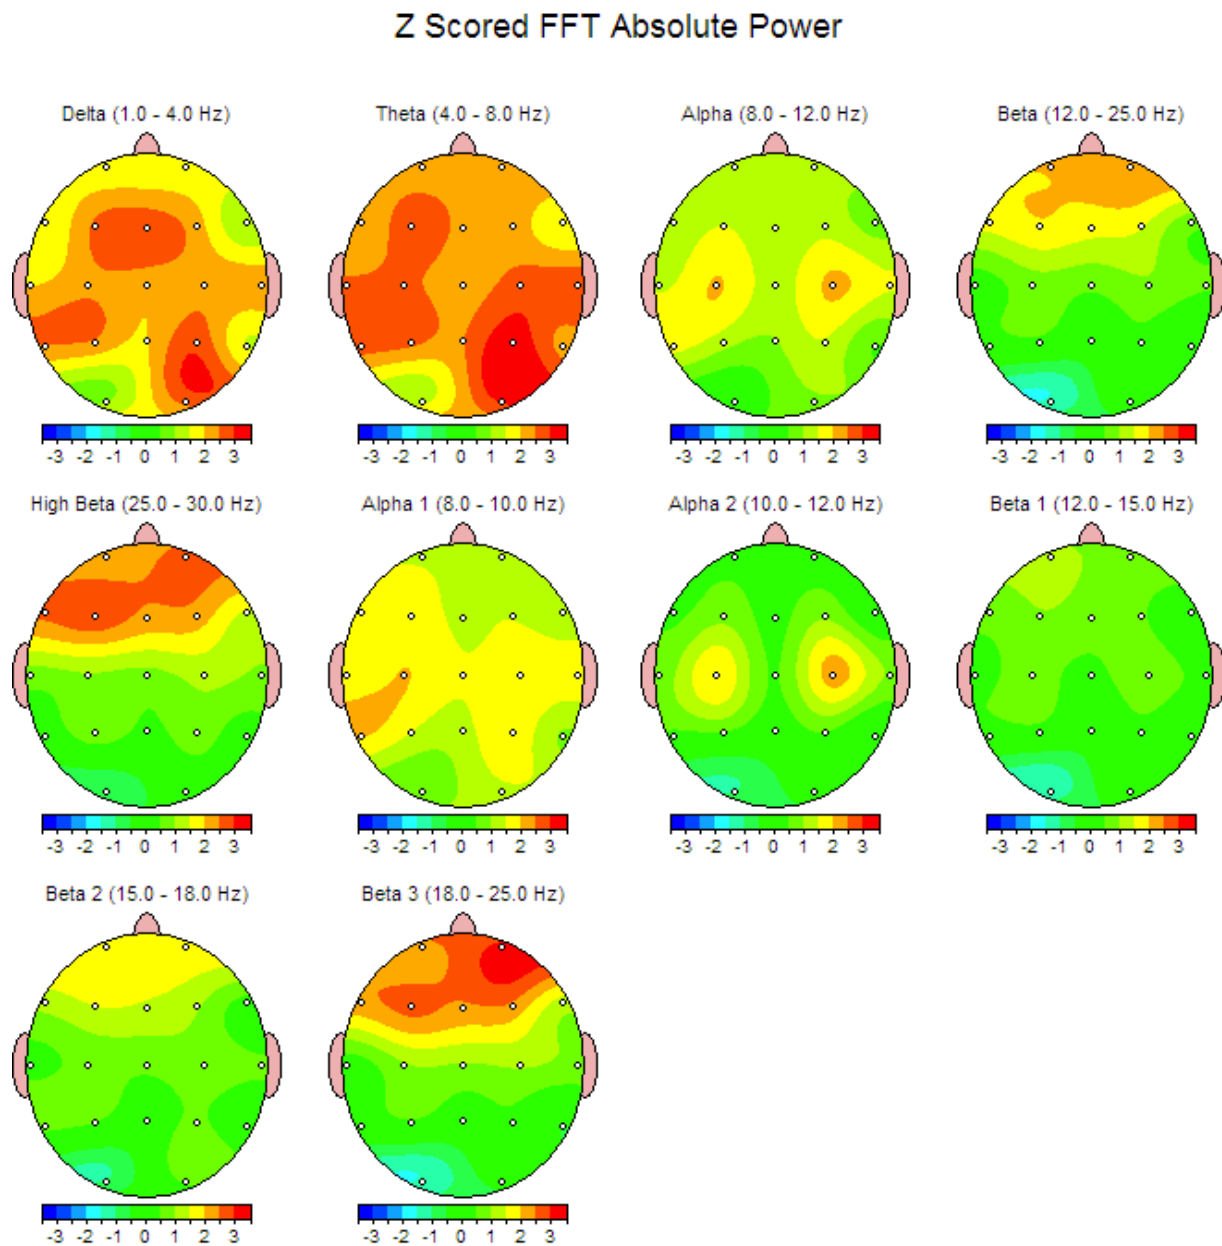 Z Scored FFT Absolute Power
Delta (1.0 - 4.0 Hz)
Theta (4.0 - 8.0 Hz)
Alpha (8.0 - 12.0 Hz)
Beta (12.0 - 25.0 Hz)
-3 -2 -1 0 1 2 3
-3 -2 -1 0 1 2 3
-3 -2 -1 0 1 2 3
-3 -2 -1 0 1 2 3
High Beta (25.0 - 30.0 Hz)
Alpha 1 (8.0 - 10.0 Hz)
Alpha 2 (10.0 - 12.0 Hz)
Beta 1 (12.0 - 15.0 Hz)
-3 -2 -1 0 1 2 3
-3 -2 -1 0 1 2 3
-3 -2 -1 0 1 2 3
-3 -2 -1 0 1 2 3
Beta 2 (15.0 - 18.0 Hz)
Beta 3 (18.0 - 25.0 Hz)
-3 -2 -1 0 1 2 3
-3 -2 -1 0 1 2 3